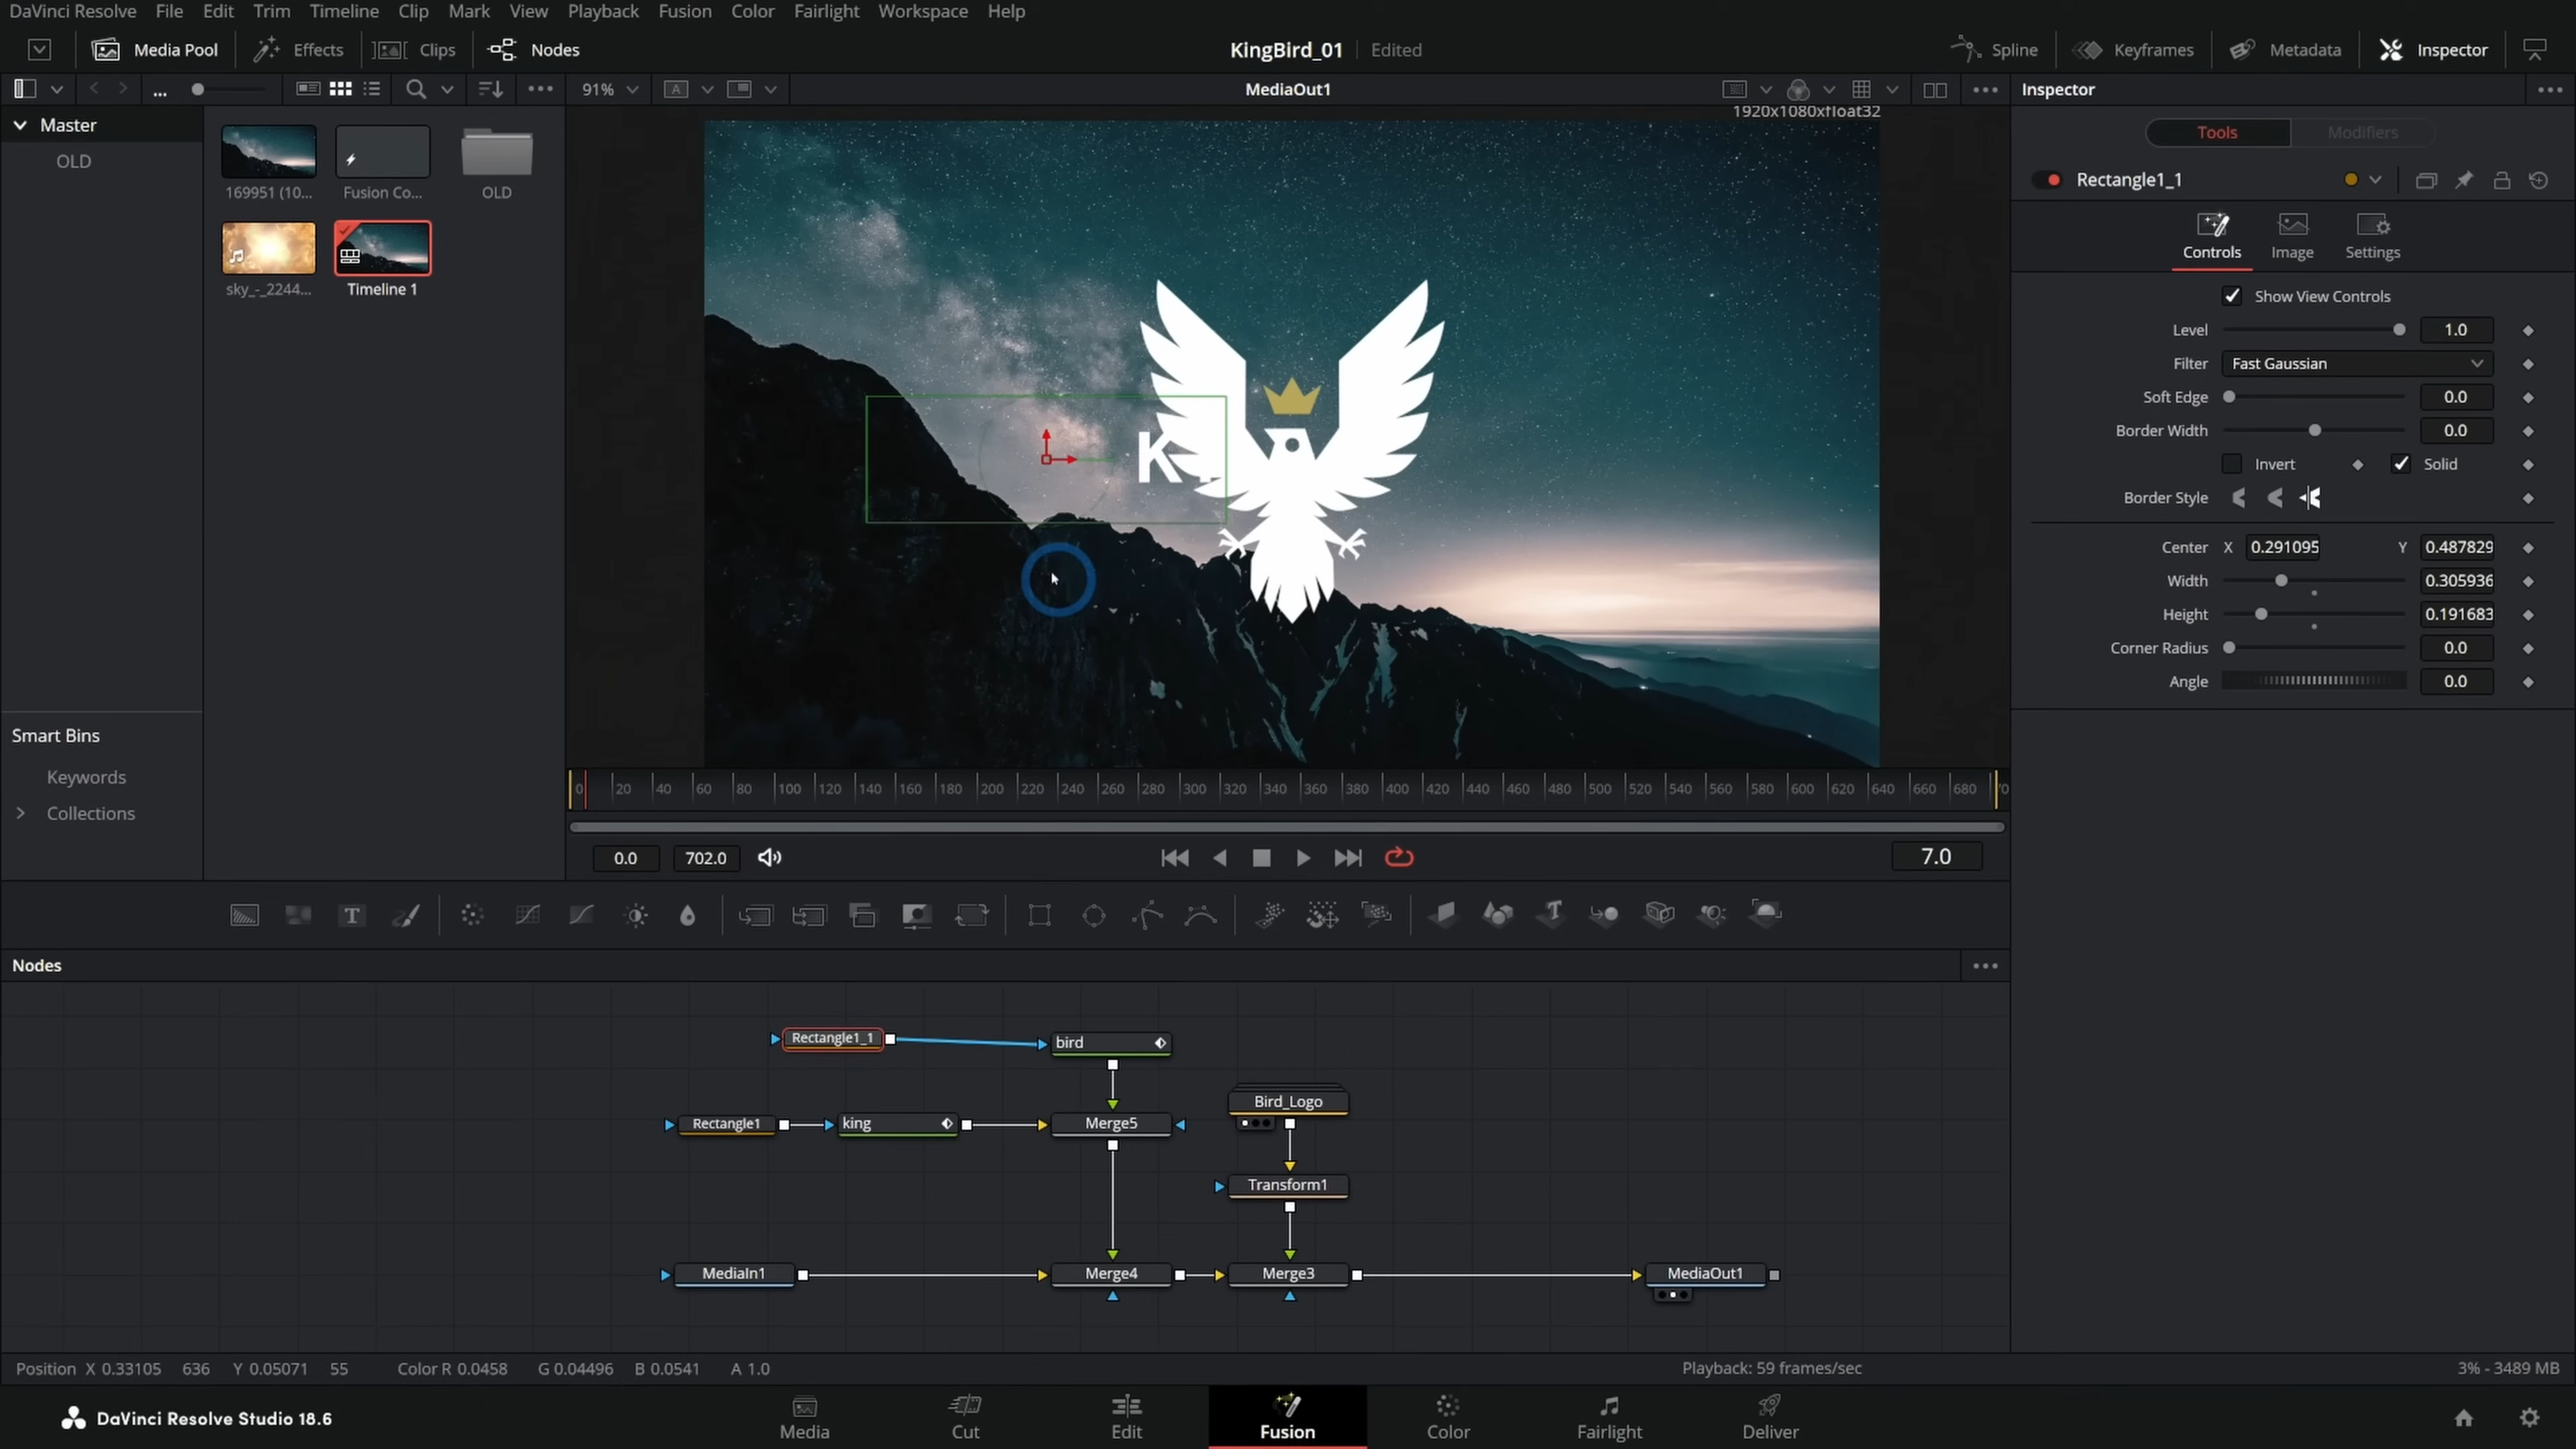 DaVinci Resolve File Edit Trim Timeline Clip Mark View Playback Fusion Color Fairlight Workspace Help
Media Pool Effects Clips Nodes KingBird_01 Edited Spline Keyframes Metadata Inspector
... 91% A MediaOut1 Inspector
1920x1080xfloat32
Master
OLD
169951 (10...
Fusion Co...
OLD
sky_-_2244...
Timeline 1
Tools Modifiers
Rectangle1_1
Controls Image Settings
Show View Controls
Level 1.0
Filter Fast Gaussian
Soft Edge 0.0
Border Width 0.0
Invert Solid
Border Style
Center X 0.291095 Y 0.487829
Width 0.305936
Height 0.191683
Corner Radius 0.0
Angle 0.0
K
Smart Bins
Keywords
Collections
0 20 40 60 80 100 120 140 160 180 200 220 240 260 280 300 320 340 360 380 400 420 440 460 480 500 520 540 560 580 600 620 640 660 680
0.0 702.0 7.0
T
T
Nodes
Rectangle1_1 bird
Bird_Logo
Rectangle1 king Merge5
Transform1
MediaIn1 Merge4 Merge3 MediaOut1
Position X 0.33105 636 Y 0.05071 55 Color R 0.0458 G 0.04496 B 0.0541 A 1.0 Playback: 59 frames/sec 3% - 3489 MB
DaVinci Resolve Studio 18.6 Media Cut Edit Fusion Color Fairlight Deliver